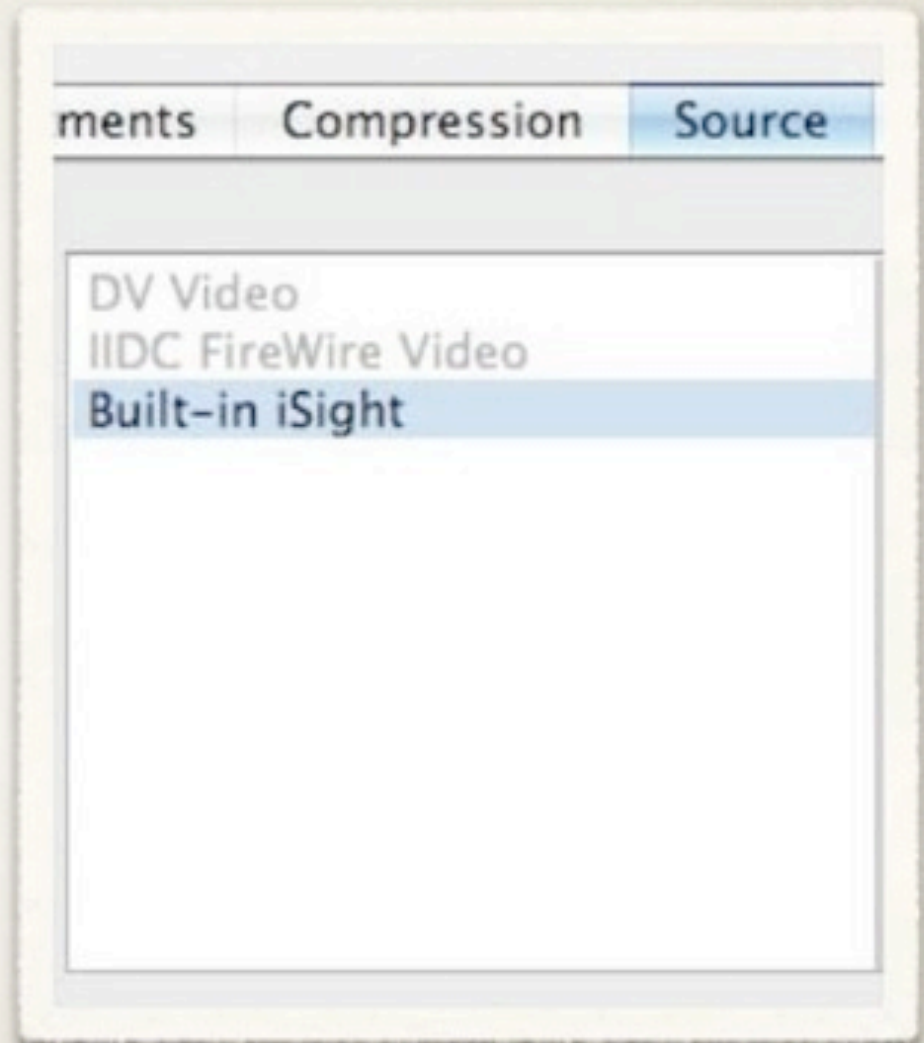 ments Compression Source
DV Video
IIDC FireWire Video
Built-in iSight